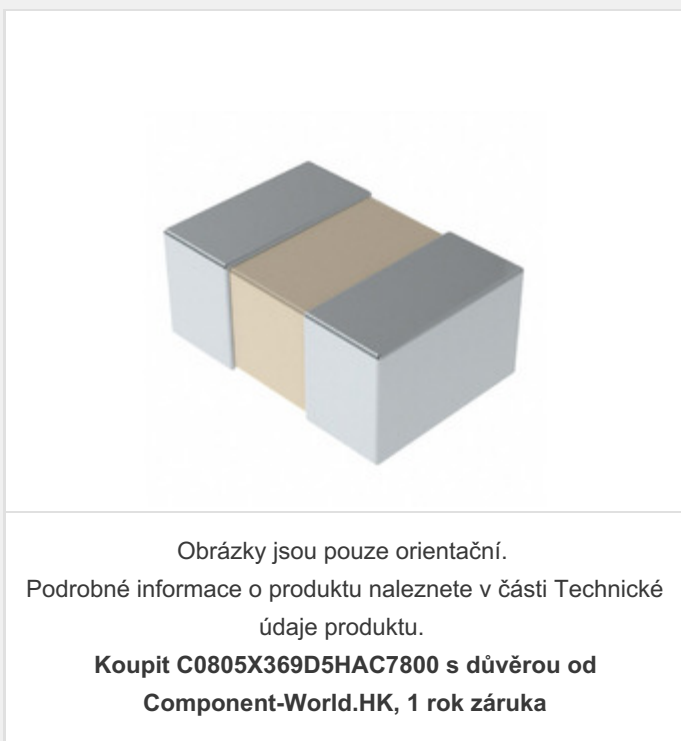 Obrázky jsou pouze orientační.
Podrobné informace o produktu naleznete v části Technické
údaje produktu.
Koupit C0805X369D5HAC7800 s důvěrou od
Component-World.HK, 1 rok záruka